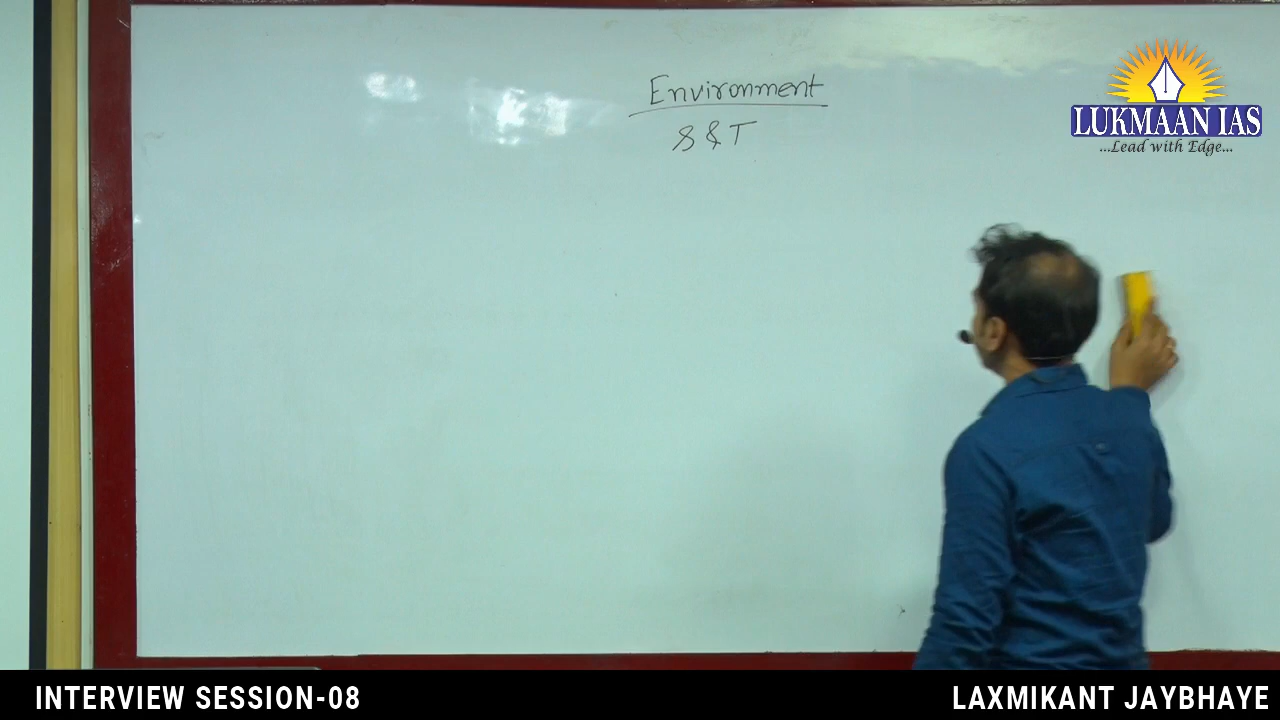 Environment
S & T
LUKMAAN IAS
...Lead with Edge...
INTERVIEW SESSION-08
LAXMIKANT JAYBHAYE